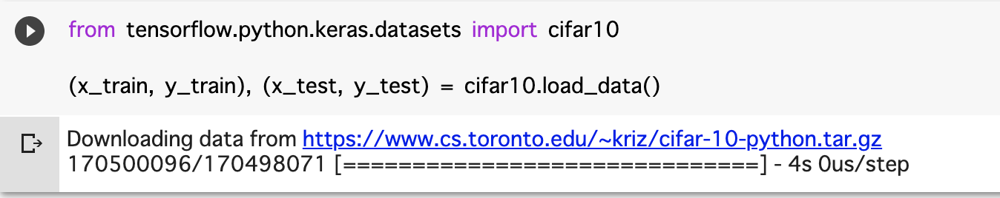 from tensorflow.python.keras.datasets import cifar10
(x_train, y_train), (x_test, y_test) = cifar10.load_data()
Downloading data from https://www.cs.toronto.edu/~kriz/cifar-10-python.tar.gz
170500096/170498071 [==============================] - 4s 0us/step